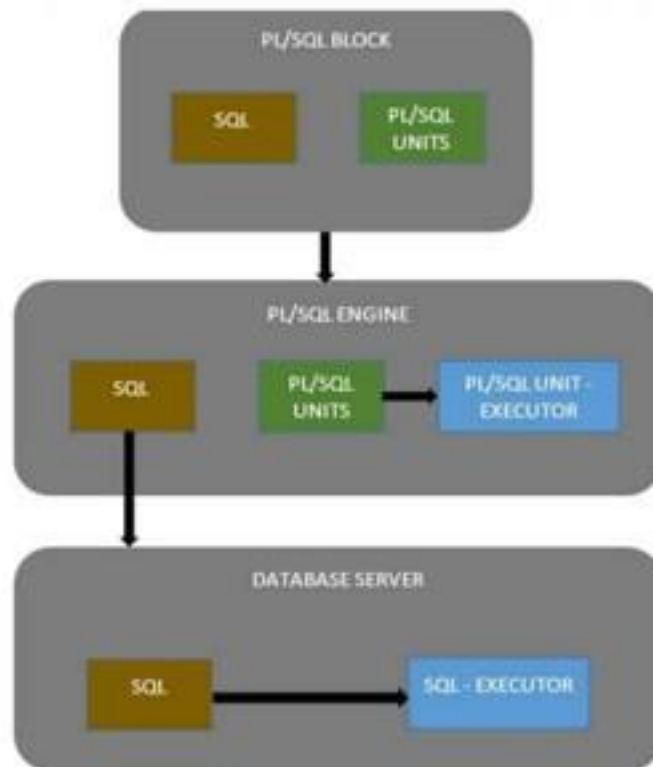 PL/SQL BLOCK
SQL
PL/SQL
UNITS
PL/SQL ENGINE
SQL
PL/SQL
UNITS
PL/SQL UNIT -
EXECUTOR
DATABASE SERVER
SQL
SQL - EXECUTOR